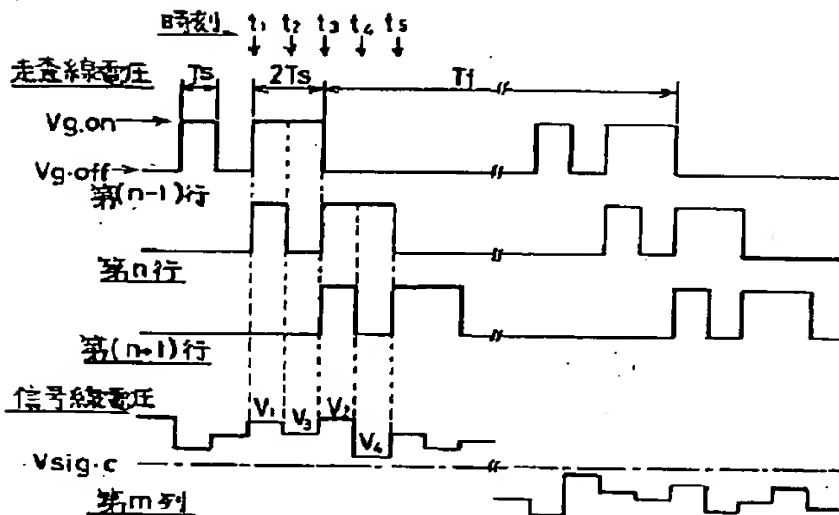 時刻 t₁ t₂ t₃ t₄ t₅
走査線電圧 Ts 2Ts Tf
Vg.on
Vg.off
第(n-1)行
第n行
第(n+1)行
信号線電圧 V₁ V₃ V₂ V₄
Vsig.c
第m列